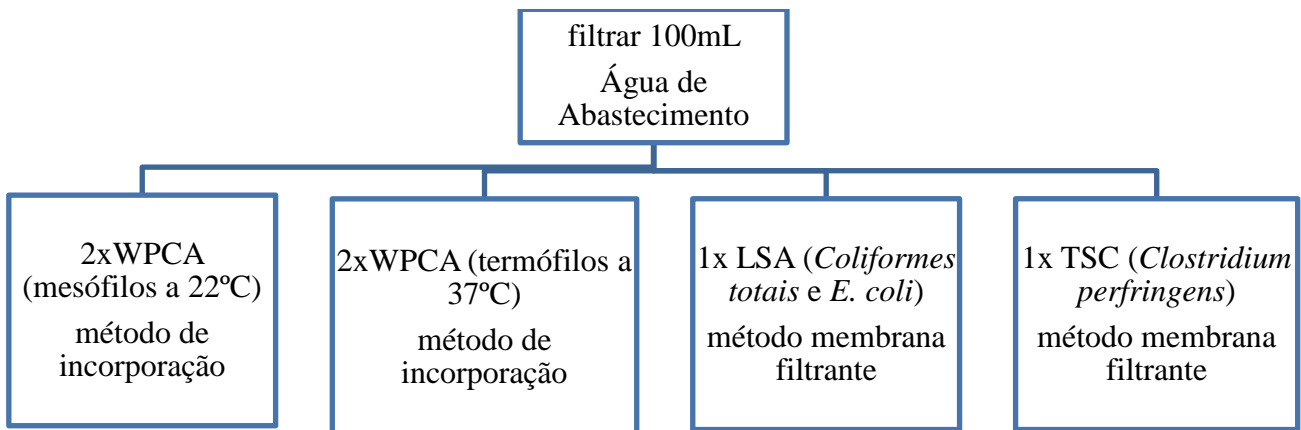 filtrar 100mL
Água de
Abastecimento
2xWPCA
(mesófilos a 22ºC)
método de
incorporação
2xWPCA (termófilos a
37ºC)
método de
incorporação
1x LSA (Coliformes
totais e E. coli)
método membrana
filtrante
1x TSC (Clostridium
perfringens)
método membrana
filtrante